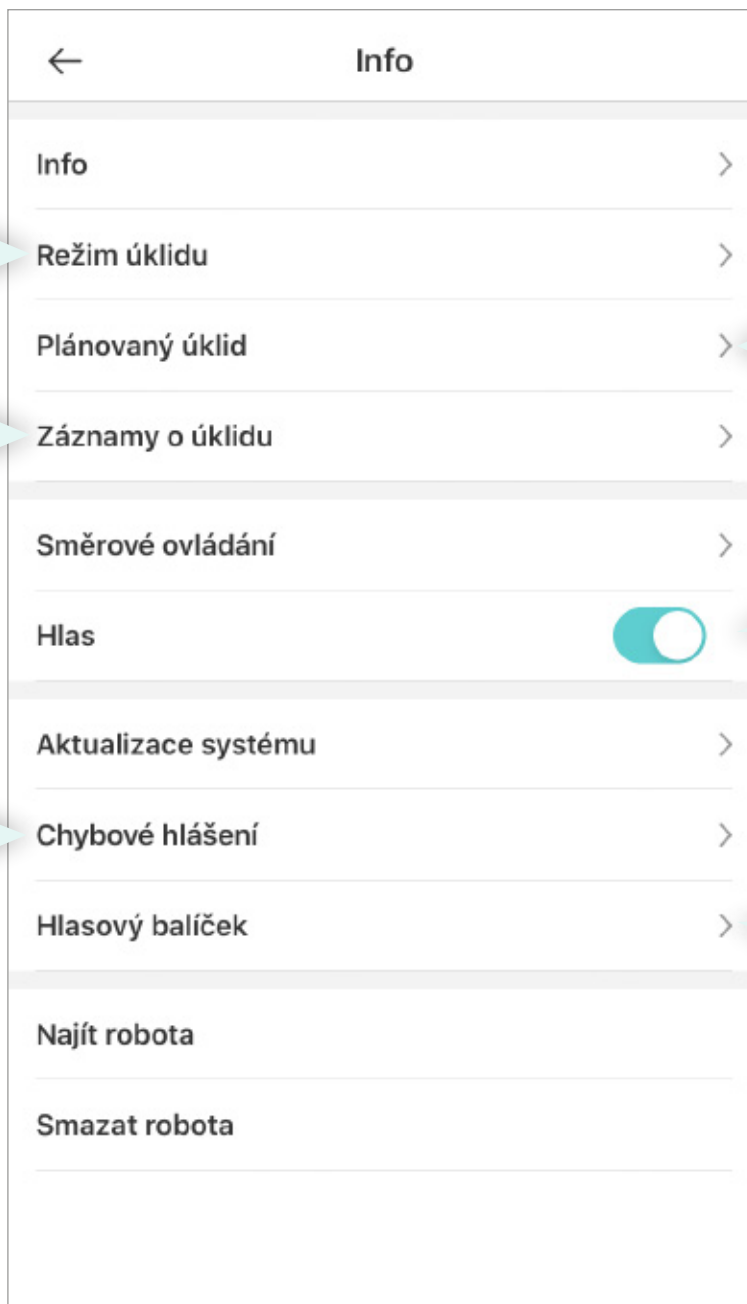 Info
Info
Režim úklidu
Plánovaný úklid
Záznamy o úklidu
Směrové ovládání
Hlas
Aktualizace systému
Chybové hlášení
Hlasový balíček
Najít robota
Smazat robota